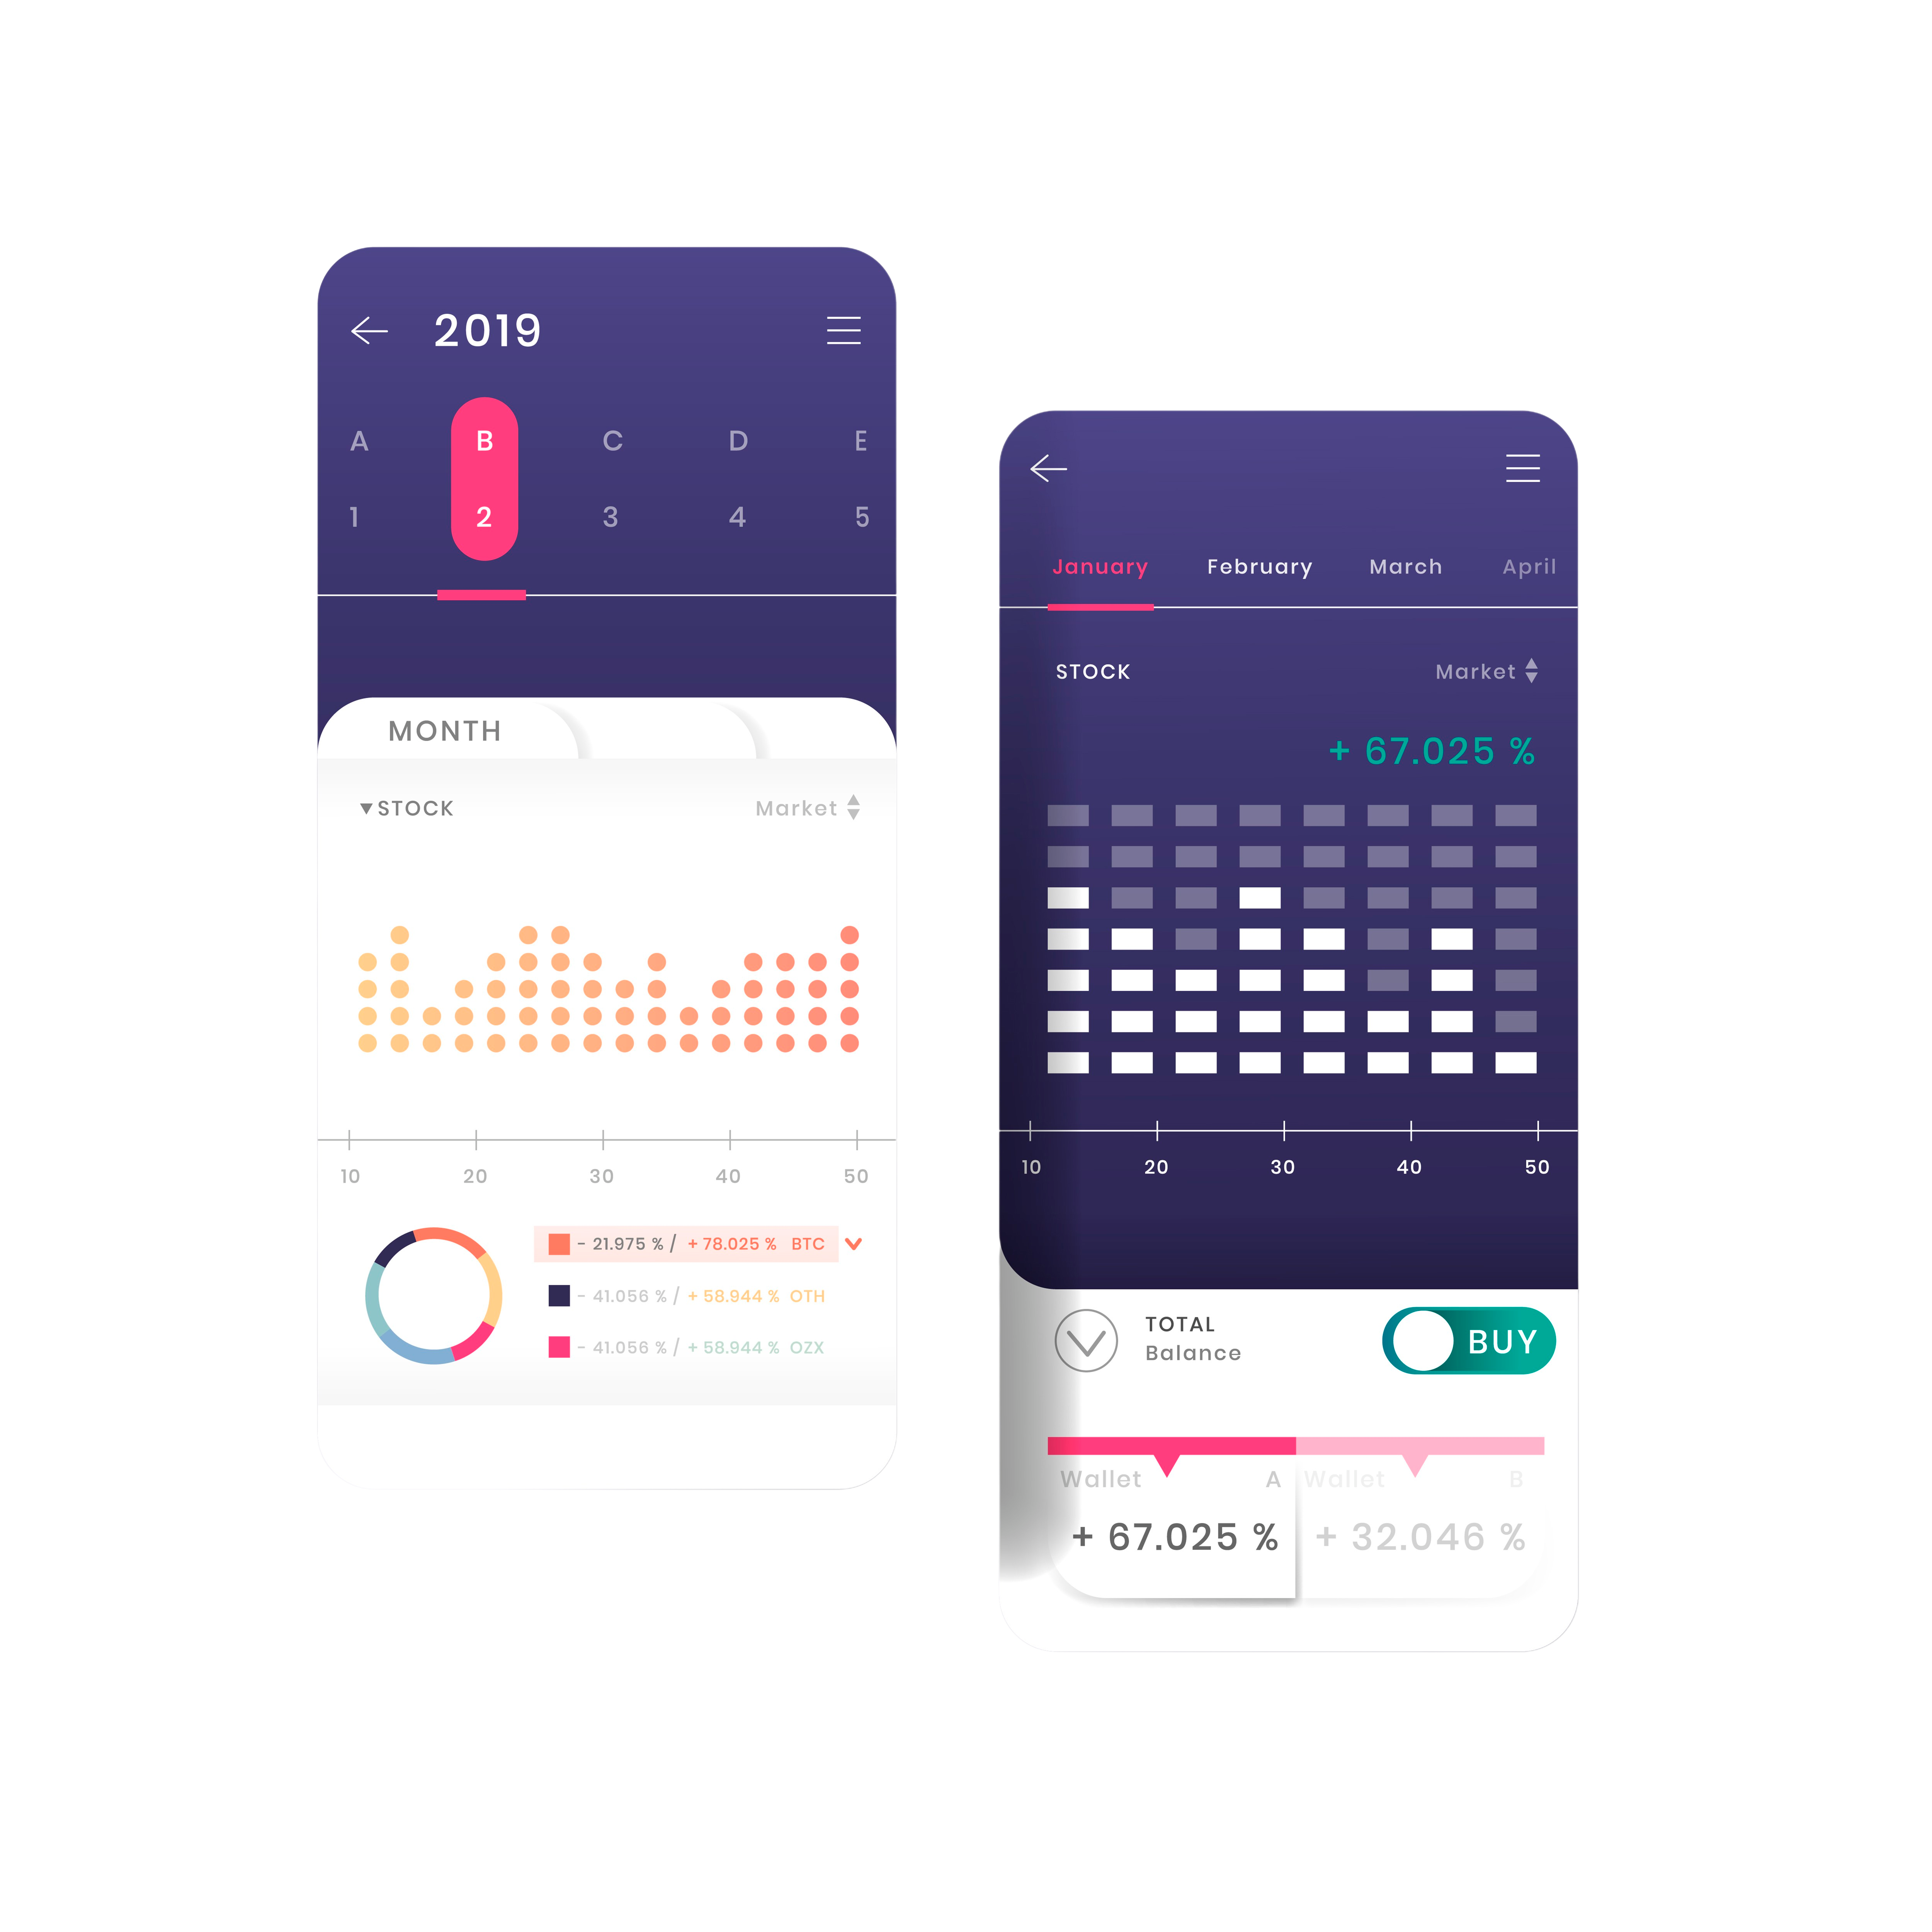 2019
A B C D E
1 2 3 4 5
MONTH
STOCK Market
10 20 30 40 50
- 21.975 % / + 78.025 % BTC
- 41.056 % / + 58.944 % OTH
- 41.056 % / + 58.944 % OZX
January February March April
STOCK Market
+ 67.025 %
10 20 30 40 50
TOTAL
Balance
BUY
Wallet A Wallet B
+ 67.025 % + 32.046 %